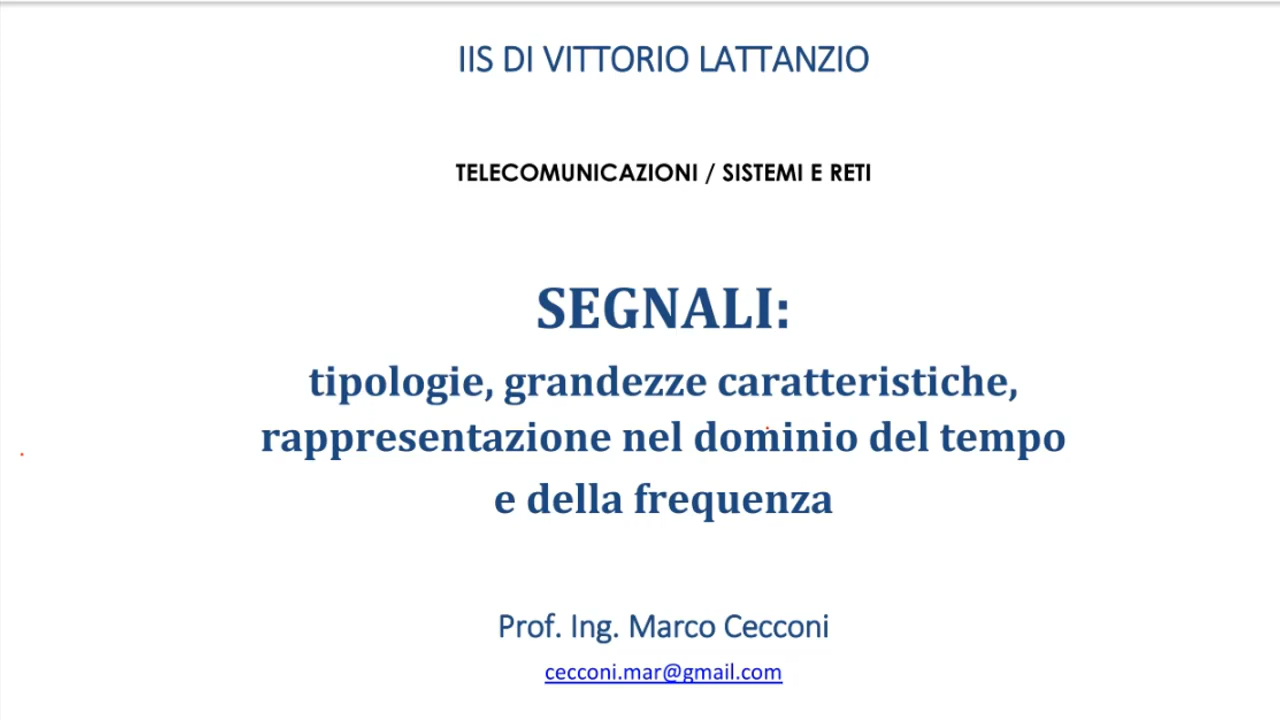 IIS DI VITTORIO LATTANZIO
TELECOMUNICAZIONI / SISTEMI E RETI
SEGNALI:
tipologie, grandezze caratteristiche,
rappresentazione nel dominio del tempo
e della frequenza
Prof. Ing. Marco Cecconi
cecconi.mar@gmail.com